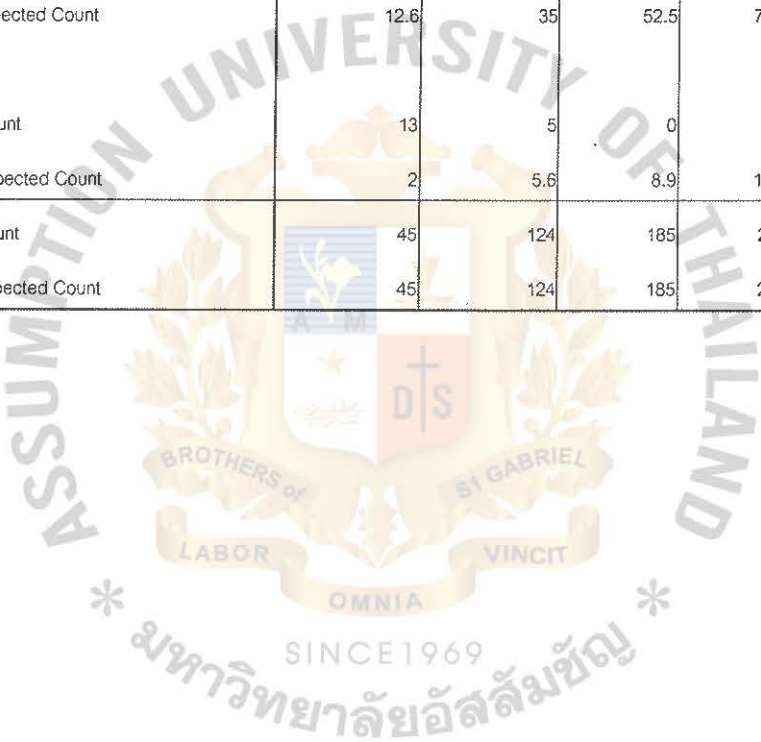 ected Count 12.6 35 52.5 7
unt 13 5 0
pected Count 2 5.6 8.9 1
unt 45 124 185 2
pected Count 45 124 185 2
ASSUMPTION UNIVERSITY OF THAILAND
A M
D S
BROTHERS of ST GABRIEL
LABOR VINCIT
OMNIA
SINCE1969
* มหาวิทยาลัยอัสสัมชัญ *